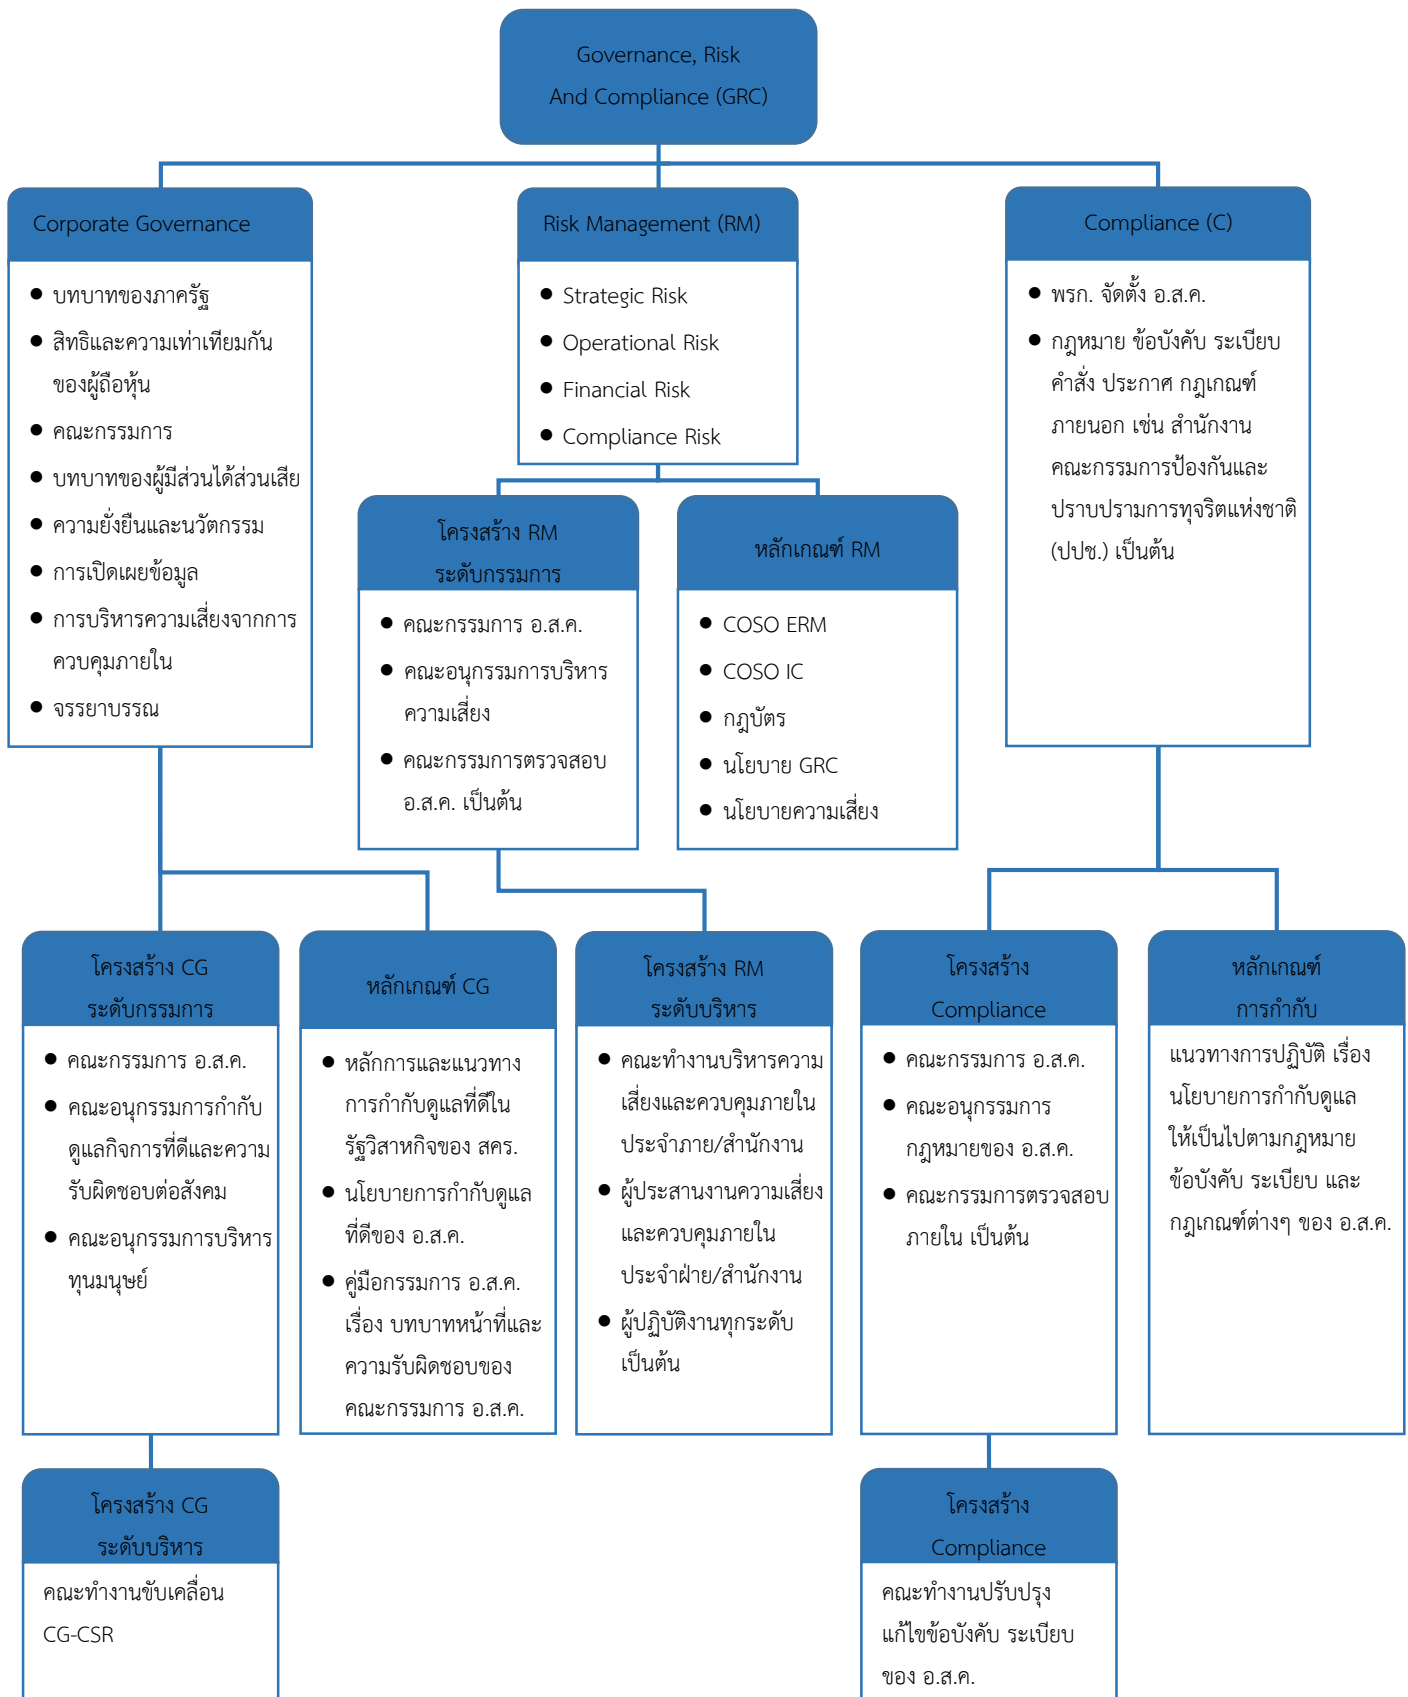 Governance, Risk
And Compliance (GRC)
Corporate Governance
● บทบาทของภาครัฐ
● สิทธิและความเท่าเทียมกัน
ของผู้ถือหุ้น
● คณะกรรมการ
● บทบาทของผู้มีส่วนได้ส่วนเสีย
● ความยั่งยืนและนวัตกรรม
● การเปิดเผยข้อมูล
● การบริหารความเสี่ยงจากการ
ควบคุมภายใน
● จรรยาบรรณ
Risk Management (RM)
● Strategic Risk
● Operational Risk
● Financial Risk
● Compliance Risk
Compliance (C)
● พรก. จัดตั้ง อ.ส.ค.
● กฎหมาย ข้อบังคับ ระเบียบ
คำสั่ง ประกาศ กฎเกณฑ์
ภายนอก เช่น สำนักงาน
คณะกรรมการป้องกันและ
ปราบปรามการทุจริตแห่งชาติ
(ปปช.) เป็นต้น
โครงสร้าง RM
ระดับกรรมการ
● คณะกรรมการ อ.ส.ค.
● คณะอนุกรรมการบริหาร
ความเสี่ยง
● คณะกรรมการตรวจสอบ
อ.ส.ค. เป็นต้น
หลักเกณฑ์ RM
● COSO ERM
● COSO IC
● กฎบัตร
● นโยบาย GRC
● นโยบายความเสี่ยง
โครงสร้าง CG
ระดับกรรมการ
● คณะกรรมการ อ.ส.ค.
● คณะอนุกรรมการกำกับ
ดูแลกิจการที่ดีและความ
รับผิดชอบต่อสังคม
● คณะอนุกรรมการบริหาร
ทุนมนุษย์
หลักเกณฑ์ CG
● หลักการและแนวทาง
การกำกับดูแลที่ดีใน
รัฐวิสาหกิจของ สคร.
● นโยบายการกำกับดูแล
ที่ดีของ อ.ส.ค.
● คู่มือกรรมการ อ.ส.ค.
เรื่อง บทบาทหน้าที่และ
ความรับผิดชอบของ
คณะกรรมการ อ.ส.ค.
โครงสร้าง RM
ระดับบริหาร
● คณะทำงานบริหารความ
เสี่ยงและควบคุมภายใน
ประจำภาย/สำนักงาน
● ผู้ประสานงานความเสี่ยง
และควบคุมภายใน
ประจำฝ่าย/สำนักงาน
● ผู้ปฏิบัติงานทุกระดับ
เป็นต้น
โครงสร้าง
Compliance
● คณะกรรมการ อ.ส.ค.
● คณะอนุกรรมการ
กฎหมายของ อ.ส.ค.
● คณะกรรมการตรวจสอบ
ภายใน เป็นต้น
หลักเกณฑ์
การกำกับ
แนวทางการปฏิบัติ เรื่อง
นโยบายการกำกับดูแล
ให้เป็นไปตามกฎหมาย
ข้อบังคับ ระเบียบ และ
กฎเกณฑ์ต่างๆ ของ อ.ส.ค.
โครงสร้าง CG
ระดับบริหาร
คณะทำงานขับเคลื่อน
CG-CSR
โครงสร้าง
Compliance
คณะทำงานปรับปรุง
แก้ไขข้อบังคับ ระเบียบ
ของ อ.ส.ค.